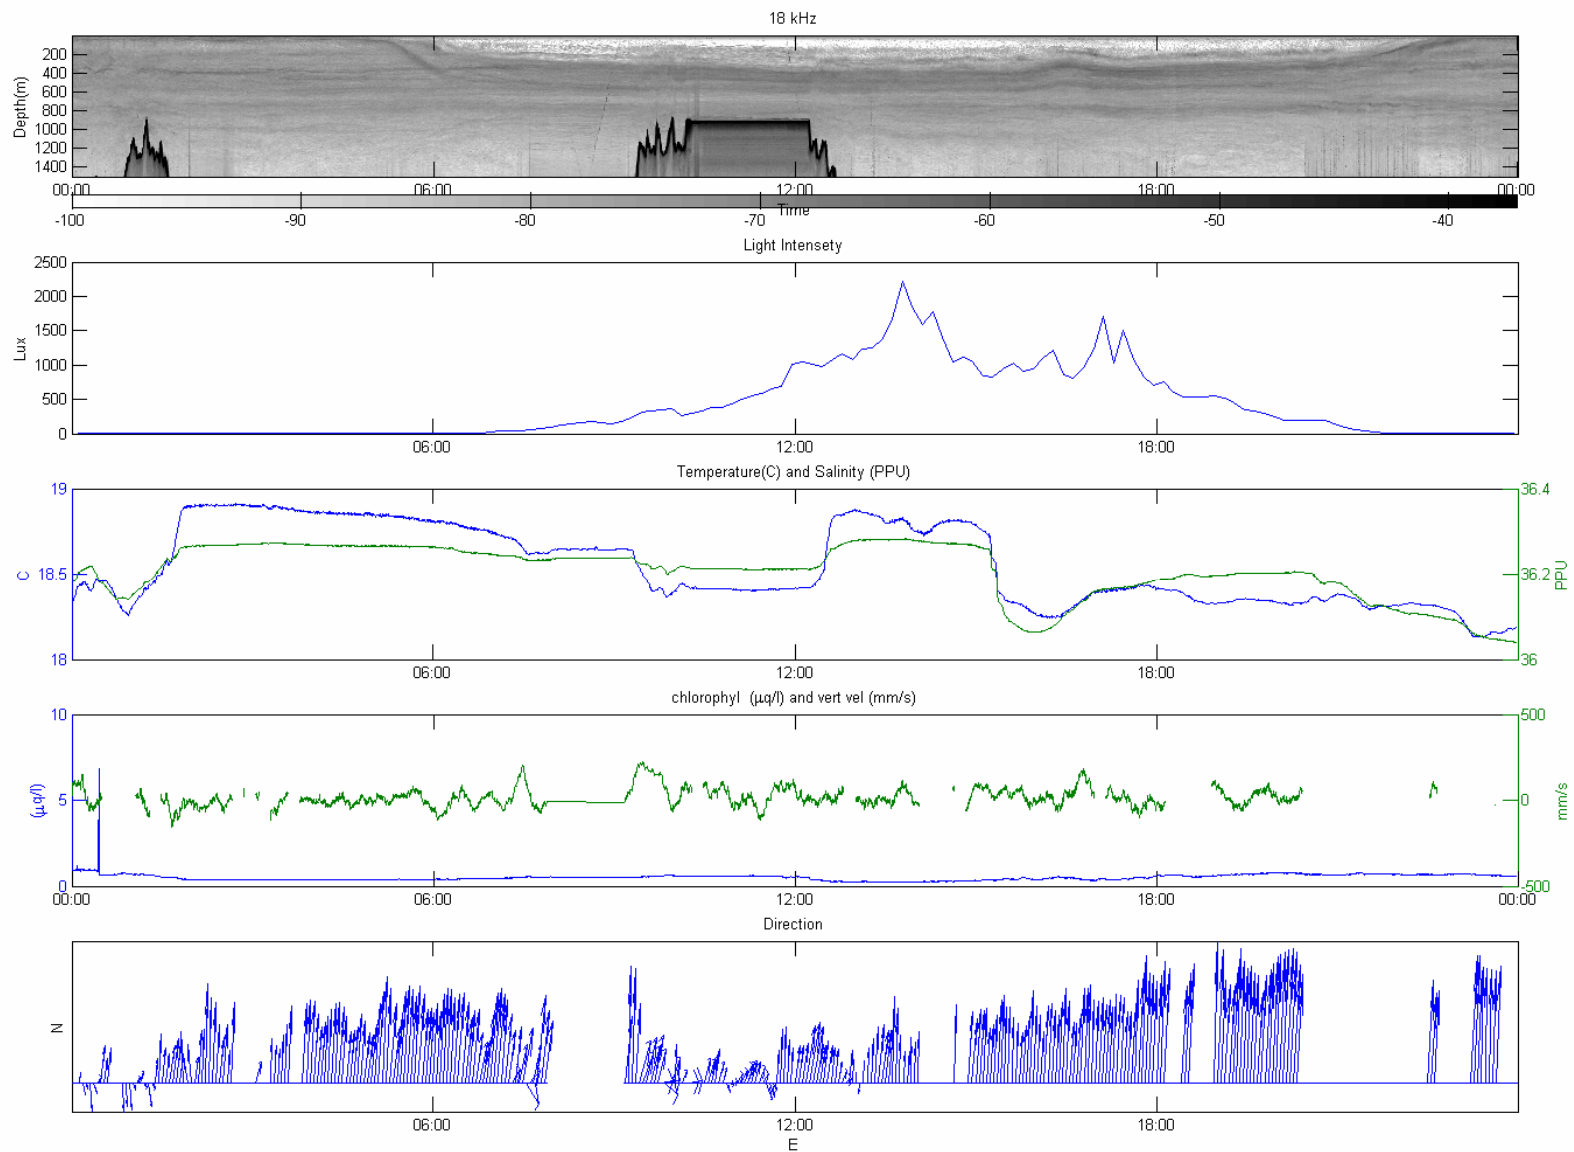 18 kHz
Depth(m)
200
400
600
800
1000
1200
1400
00:00 06:00 12:00 18:00 00:00
Time
-100 -90 -80 -70 -60 -50 -40
Light Intensety
Lux
2500
2000
1500
1000
500
0
06:00 12:00 18:00
Temperature(C) and Salinity (PPU)
C
19
18.5
18
36.4
36.2
36
PPU
06:00 12:00 18:00
chlorophyl (µq/l) and vert vel (mm/s)
(µq/l)
10
5
0
500
0
-500
mm/s
00:00 06:00 12:00 18:00 00:00
Direction
N
06:00 12:00 18:00
E